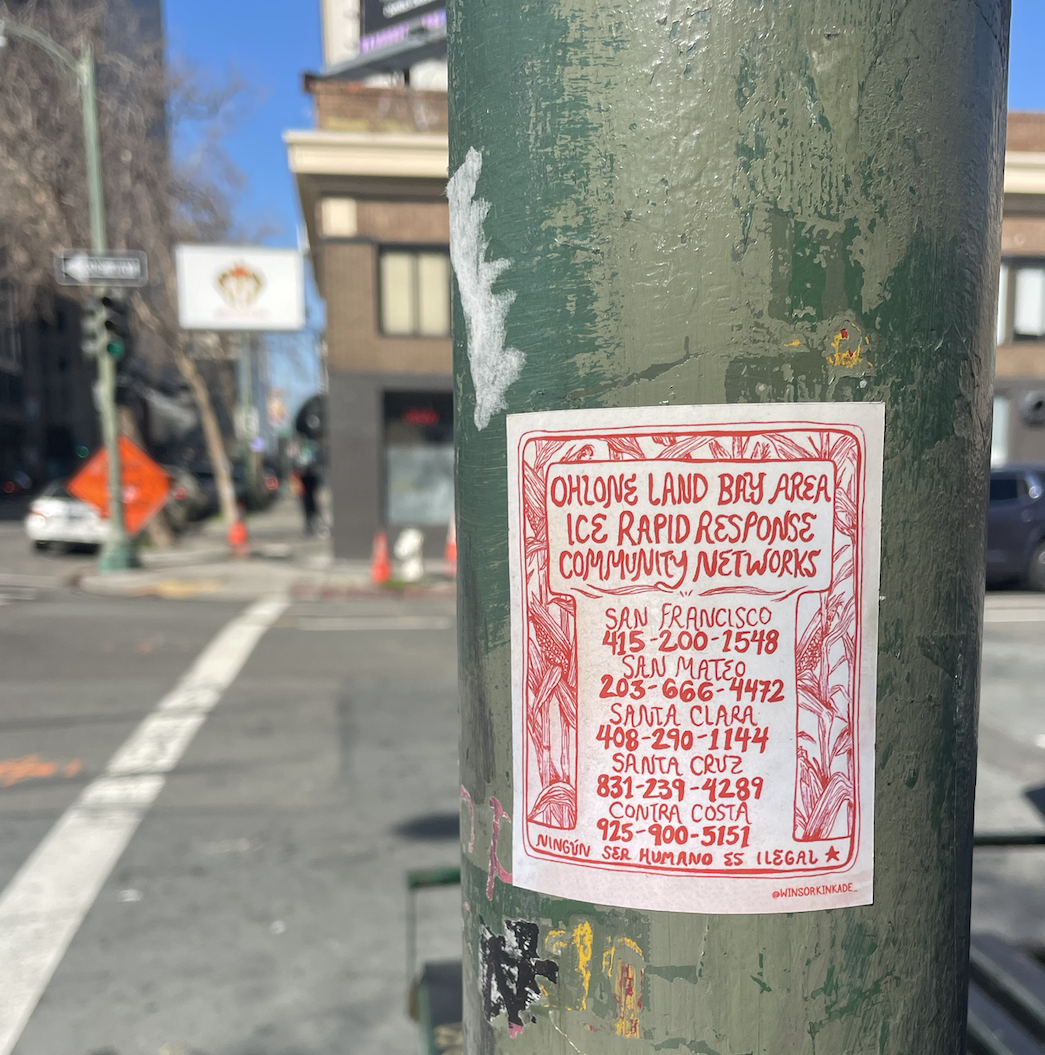 OHLONE LAND BAY AREA
ICE RAPID RESPONSE
COMMUNITY NETWORKS
SAN FRANCISCO
415-200-1548
SAN MATEO
203-666-4472
SANTA CLARA
408-290-1144
SANTA CRUZ
831-239-4289
CONTRA COSTA
925-900-5151
NINGÚN SER HUMANO ES ILEGAL
@WINSORKINKADE_